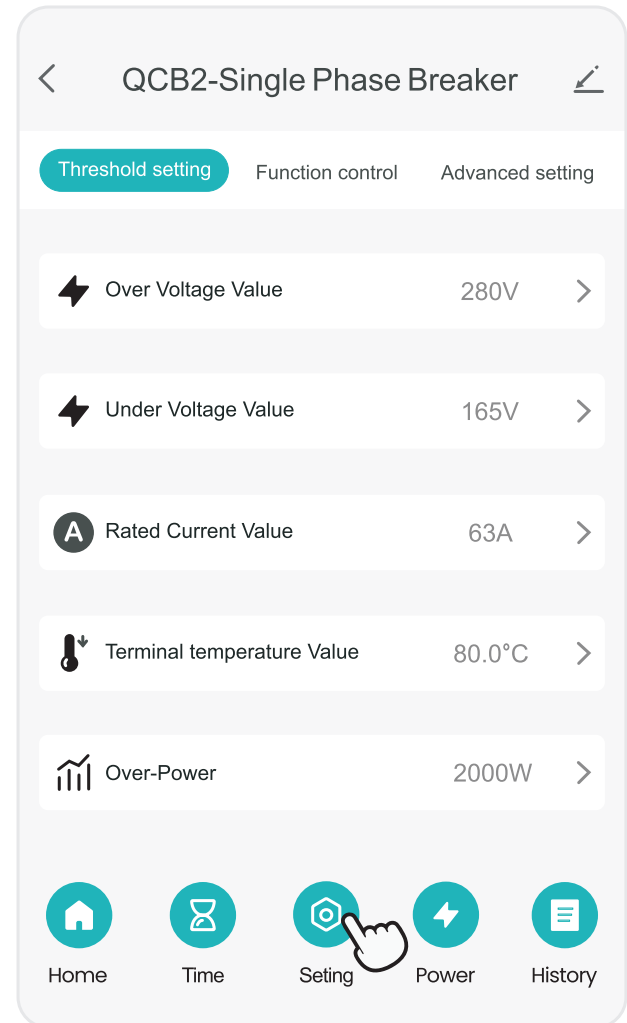 QCB2-Single Phase Breaker
Threshold setting Function control Advanced setting
Over Voltage Value 280V
Under Voltage Value 165V
A Rated Current Value 63A
Terminal temperature Value 80.0°C
Over-Power 2000W
Home Time Seting Power History